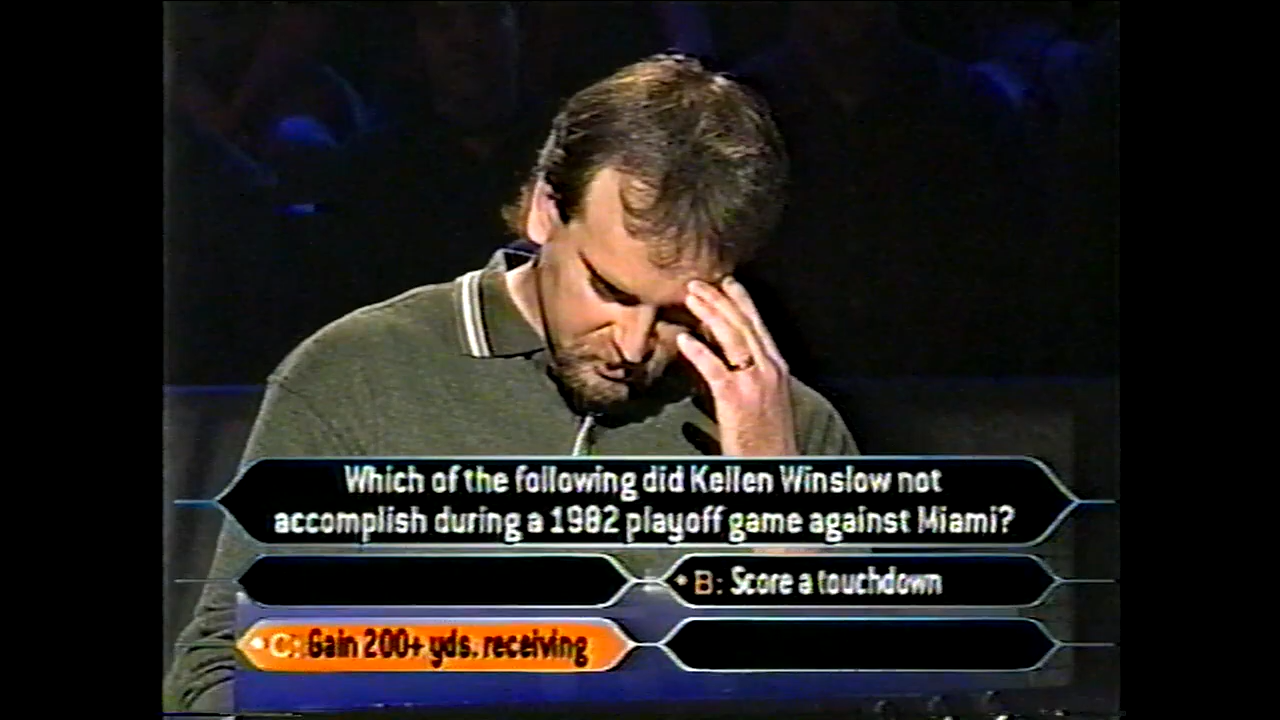 Which of the following did Kellen Winslow not
accomplish during a 1982 playoff game against Miami?
B: Score a touchdown
C: Gain 200+ yds. receiving